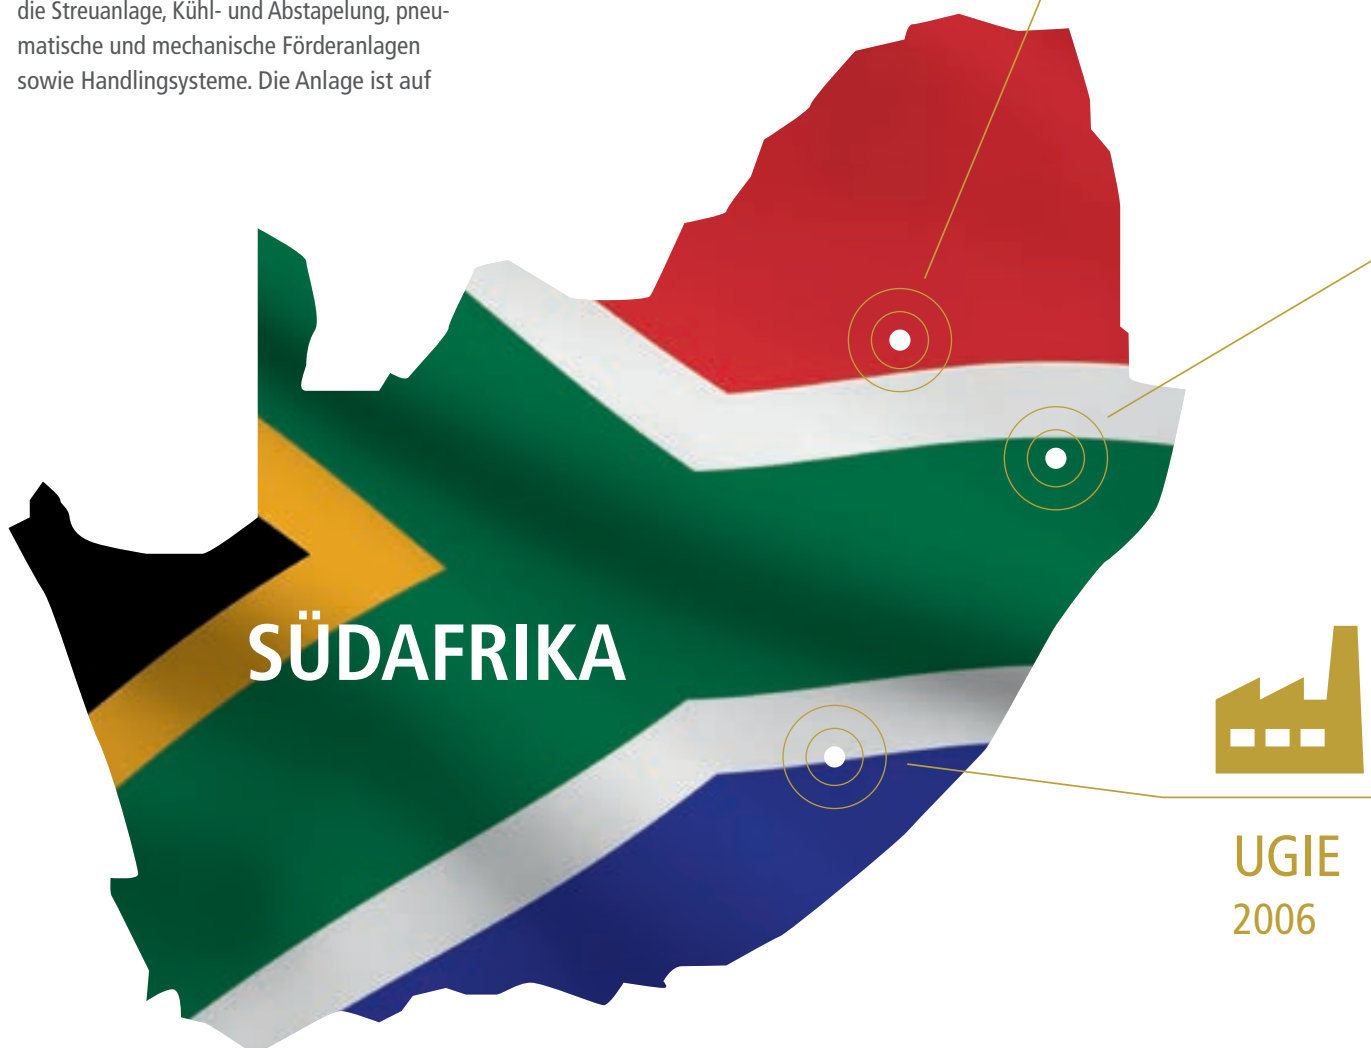 die Streuanlage, Kühl- und Abstapelung, pneu-
matische und mechanische Förderanlagen
sowie Handlingsysteme. Die Anlage ist auf
SÜDAFRIKA
UGIE
2006